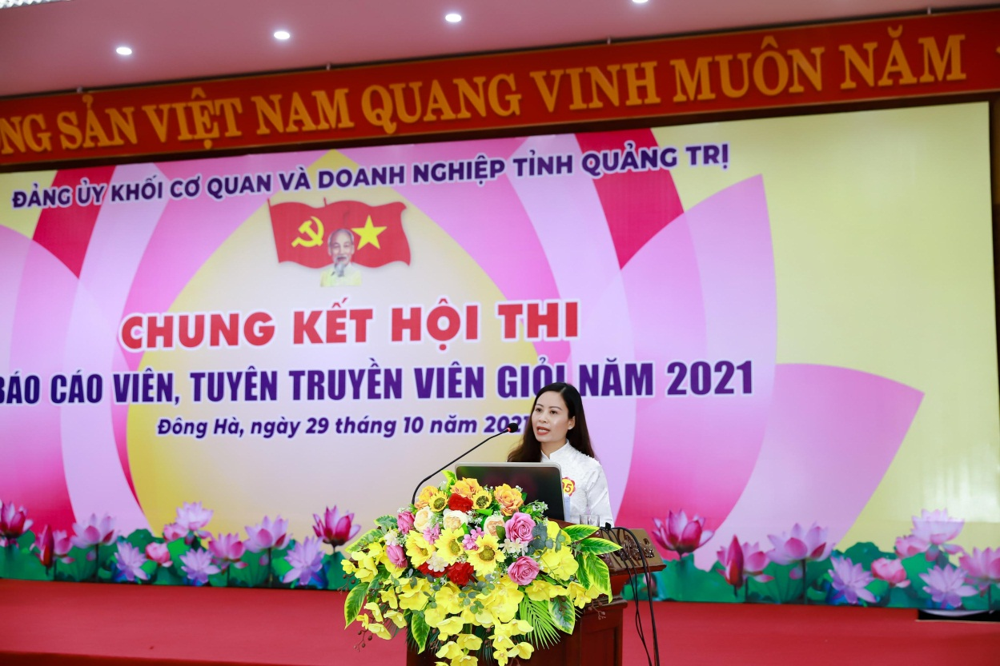 SẢN VIỆT NAM QUANG VINH MUÔN NĂM
ĐẢNG ỦY KHỐI CƠ QUAN VÀ DOANH NGHIỆP TỈNH QUẢNG TRỊ
CHUNG KẾT HỘI THI
BÁO CÁO VIÊN, TUYÊN TRUYỀN VIÊN GIỎI NĂM 2021
Đông Hà, ngày 29 tháng 10 năm 2021